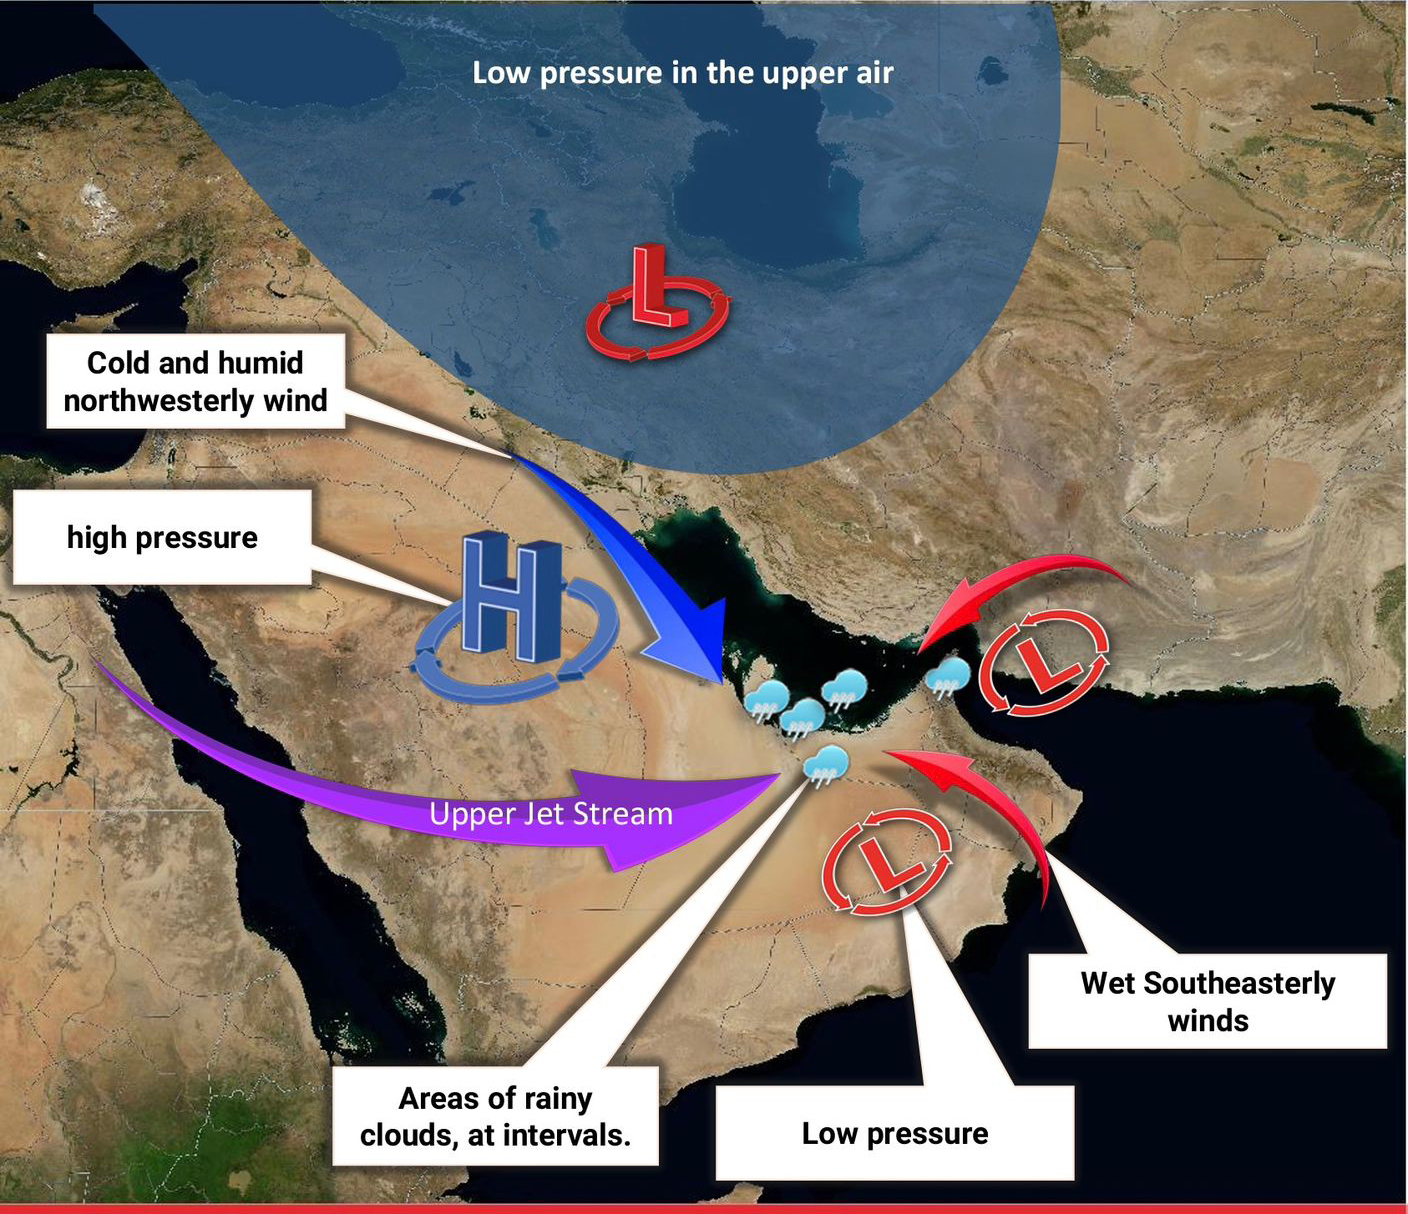 Low pressure in the upper air
L
Cold and humid
northwesterly wind
high pressure
H
L
Upper Jet Stream
L
Wet Southeasterly
winds
Areas of rainy
clouds, at intervals.
Low pressure